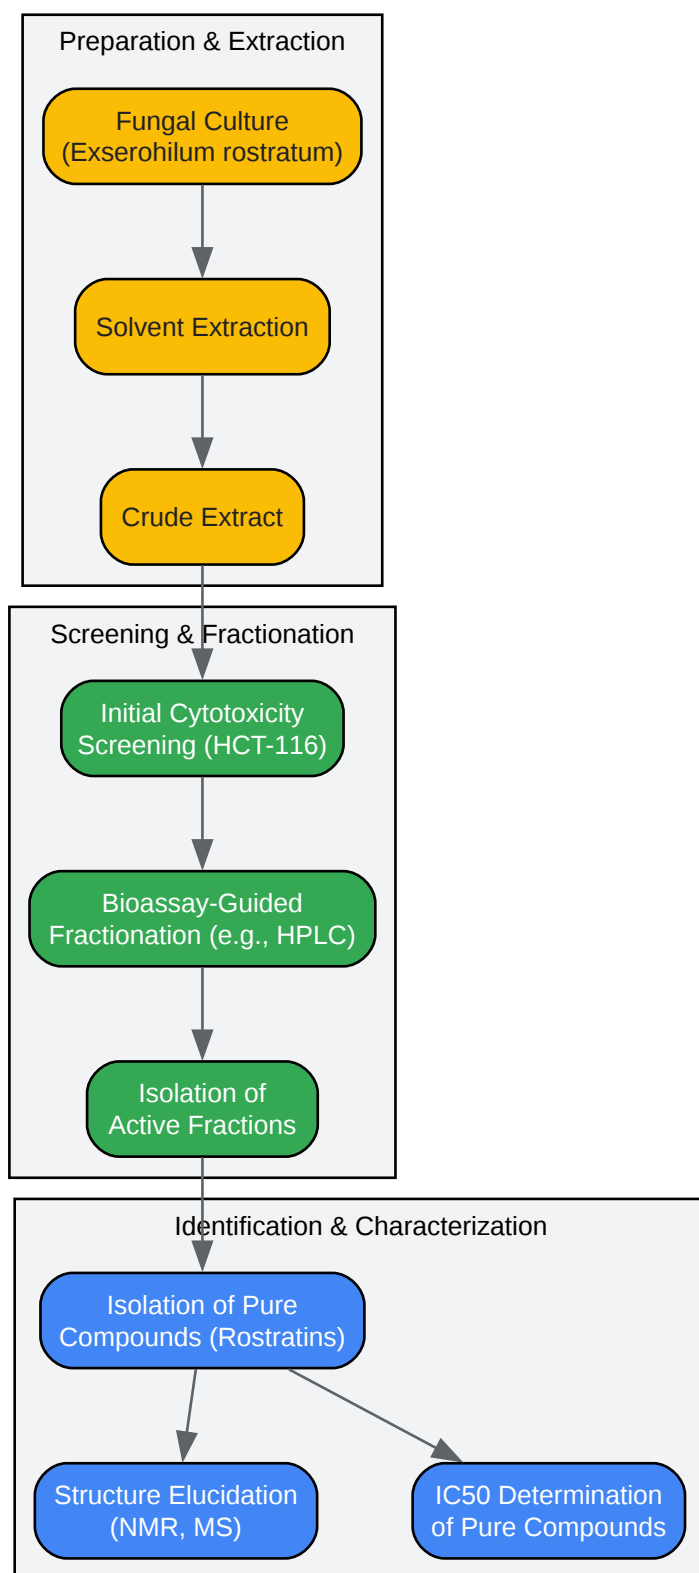 Preparation & Extraction
Fungal Culture
(Exserohilum rostratum)
Solvent Extraction
Crude Extract
Screening & Fractionation
Initial Cytotoxicity
Screening (HCT-116)
Bioassay-Guided
Fractionation (e.g., HPLC)
Isolation of
Active Fractions
Identification & Characterization
Isolation of Pure
Compounds (Rostratins)
Structure Elucidation
(NMR, MS)
IC50 Determination
of Pure Compounds